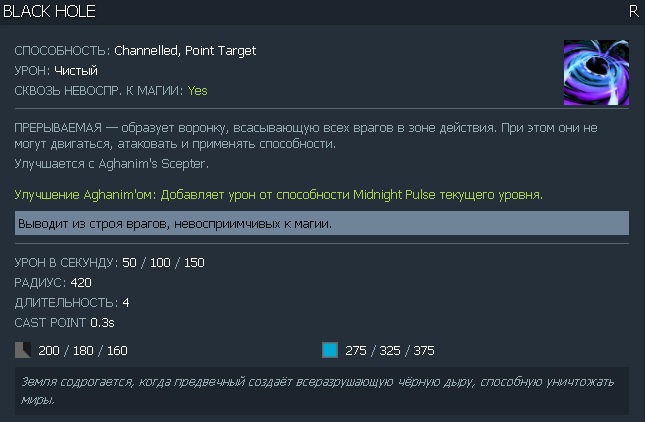 BLACK HOLE R
СПОСОБНОСТЬ: Channelled, Point Target
УРОН: Чистый
СКВОЗЬ НЕВОСПР. К МАГИИ: Yes
ПРЕРЫВАЕМАЯ — образует воронку, всасывающую всех врагов в зоне действия. При этом они не
могут двигаться, атаковать и применять способности.
Улучшается с Aghanim's Scepter.
Улучшение Aghanim'ом: Добавляет урон от способности Midnight Pulse текущего уровня.
Выводит из строя врагов, невосприимчивых к магии.
УРОН В СЕКУНДУ: 50 / 100 / 150
РАДИУС: 420
ДЛИТЕЛЬНОСТЬ: 4
CAST POINT 0.3s
200 / 180 / 160 275 / 325 / 375
Земля содрогается, когда предвечный создаёт всеразрушающую чёрную дыру, способную уничтожать
миры.